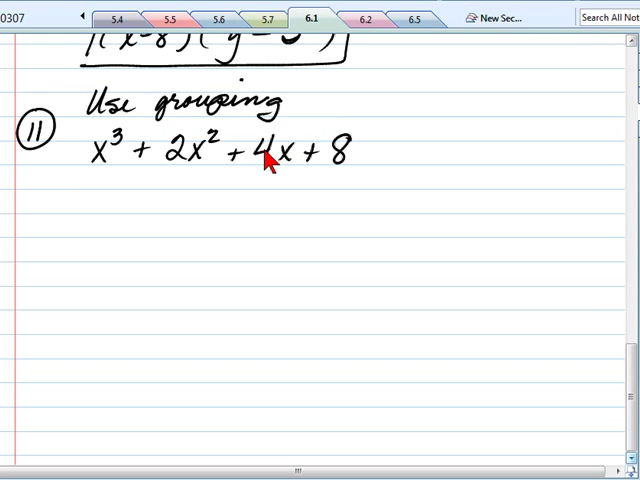 0307 5.4 5.5 5.6 5.7 6.1 6.2 6.5 New Sec... Search All Not
Use grouping
11 x³ + 2x² + 4x + 8